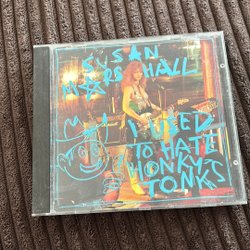 SUSAN
MARSHALL
I USED
TO HATE
HONKY-
TONKS